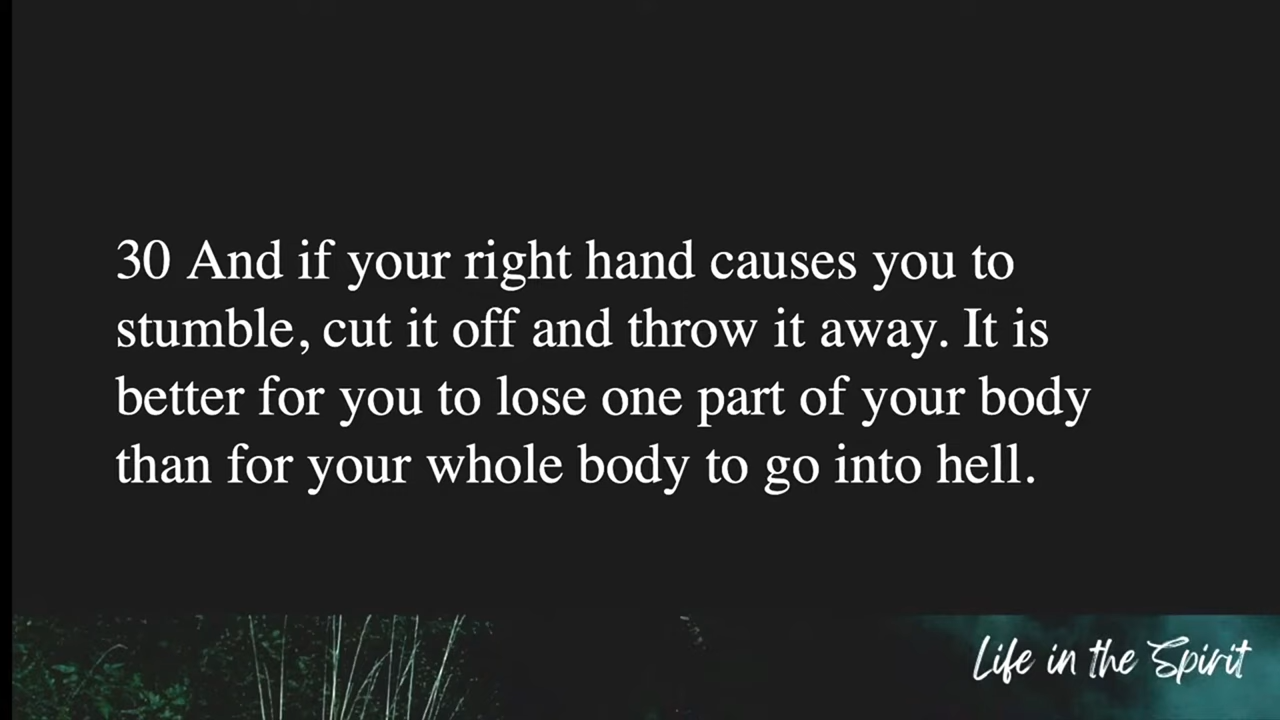 30 And if your right hand causes you to
stumble, cut it off and throw it away. It is
better for you to lose one part of your body
than for your whole body to go into hell.
Life in the Spirit